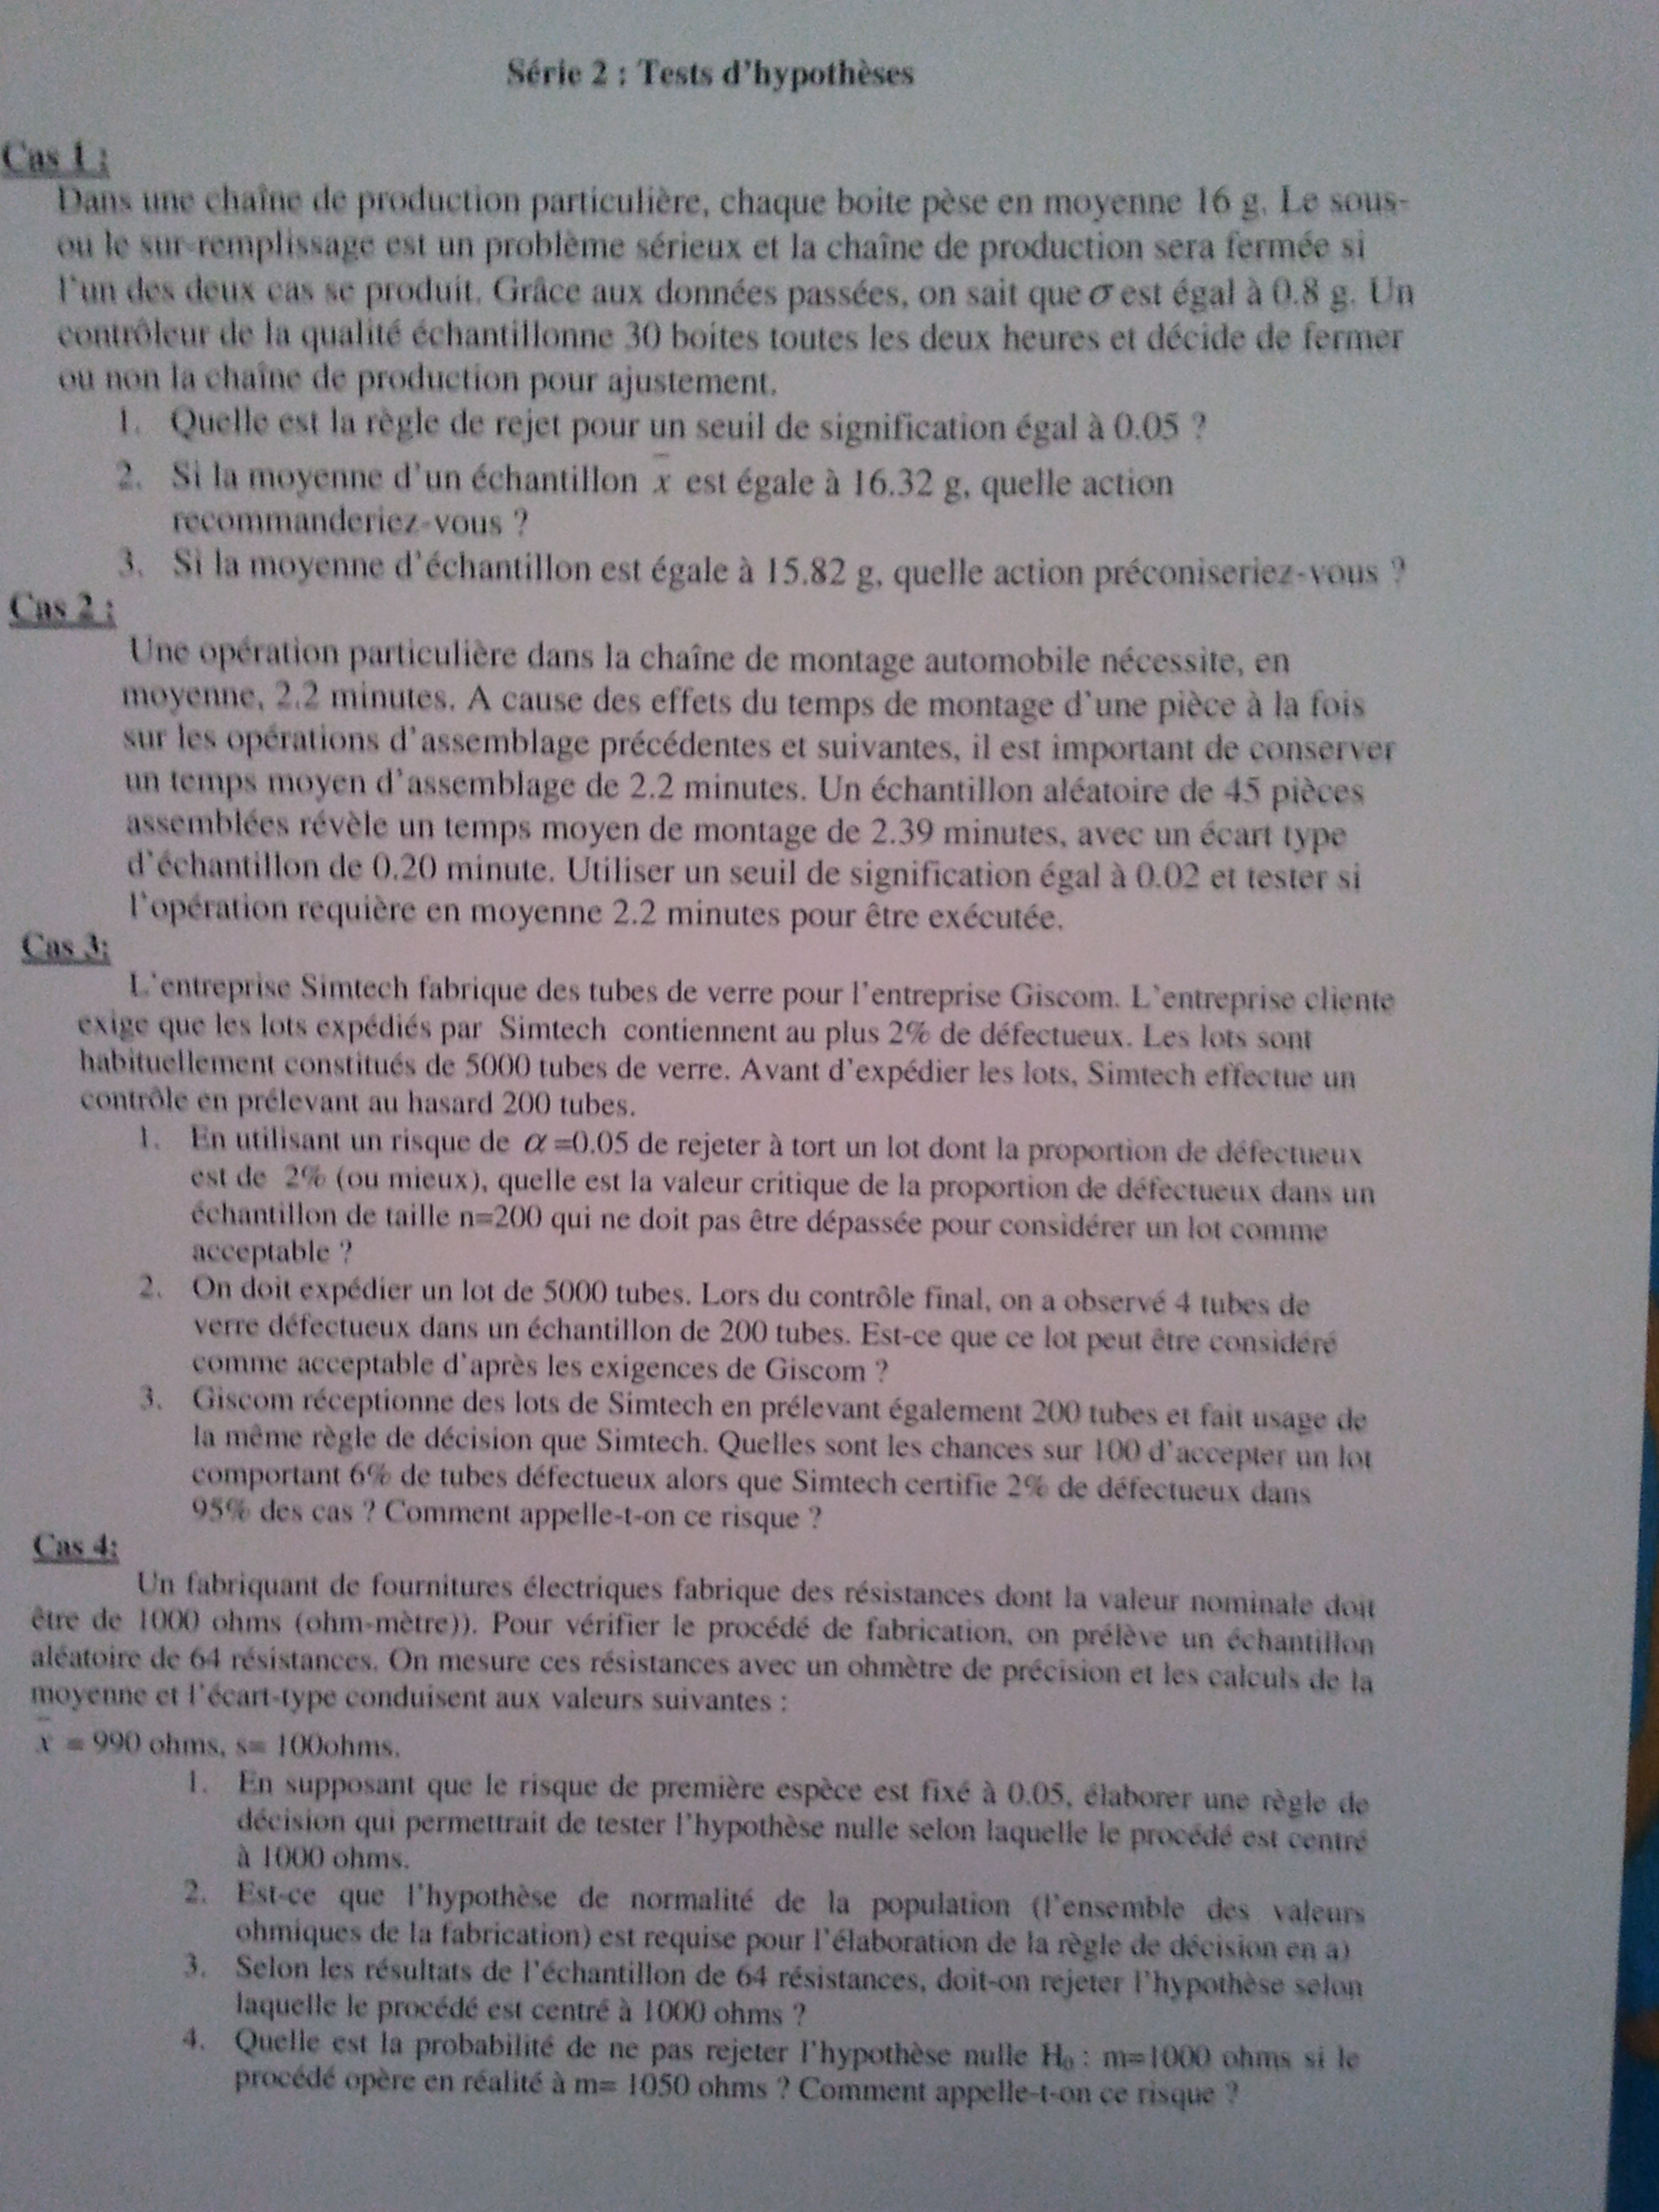 Série 2 : Tests d'hypothèses
Cas 1 :
Dans une chaîne de production particulière, chaque boite pèse en moyenne 16 g. Le sous-
ou le sur-remplissage est un problème sérieux et la chaîne de production sera fermée si
l'un des deux cas se produit. Grâce aux données passées, on sait que σ est égal à 0.8 g. Un
contrôleur de la qualité échantillonne 30 boites toutes les deux heures et décide de fermer
ou non la chaîne de production pour ajustement.
1. Quelle est la règle de rejet pour un seuil de signification égal à 0.05 ?
2. Si la moyenne d'un échantillon x̄ est égale à 16.32 g, quelle action
recommanderiez-vous ?
3. Si la moyenne d'échantillon est égale à 15.82 g, quelle action préconiseriez-vous ?
Cas 2 :
Une opération particulière dans la chaîne de montage automobile nécessite, en
moyenne, 2.2 minutes. A cause des effets du temps de montage d'une pièce à la fois
sur les opérations d'assemblage précédentes et suivantes, il est important de conserver
un temps moyen d'assemblage de 2.2 minutes. Un échantillon aléatoire de 45 pièces
assemblées révèle un temps moyen de montage de 2.39 minutes, avec un écart type
d'échantillon de 0.20 minute. Utiliser un seuil de signification égal à 0.02 et tester si
l'opération requière en moyenne 2.2 minutes pour être exécutée.
Cas 3:
L'entreprise Simtech fabrique des tubes de verre pour l'entreprise Giscom. L'entreprise cliente
exige que les lots expédiés par Simtech contiennent au plus 2% de défectueux. Les lots sont
habituellement constitués de 5000 tubes de verre. Avant d'expédier les lots, Simtech effectue un
contrôle en prélevant au hasard 200 tubes.
1. En utilisant un risque de α =0.05 de rejeter à tort un lot dont la proportion de défectueux
est de 2% (ou mieux), quelle est la valeur critique de la proportion de défectueux dans un
échantillon de taille n=200 qui ne doit pas être dépassée pour considérer un lot comme
acceptable ?
2. On doit expédier un lot de 5000 tubes. Lors du contrôle final, on a observé 4 tubes de
verre défectueux dans un échantillon de 200 tubes. Est-ce que ce lot peut être considéré
comme acceptable d'après les exigences de Giscom ?
3. Giscom réceptionne des lots de Simtech en prélevant également 200 tubes et fait usage de
la même règle de décision que Simtech. Quelles sont les chances sur 100 d'accepter un lot
comportant 6% de tubes défectueux alors que Simtech certifie 2% de défectueux dans
95% des cas ? Comment appelle-t-on ce risque ?
Cas 4:
Un fabriquant de fournitures électriques fabrique des résistances dont la valeur nominale doit
être de 1000 ohms (ohm-mètre)). Pour vérifier le procédé de fabrication, on prélève un échantillon
aléatoire de 64 résistances. On mesure ces résistances avec un ohmètre de précision et les calculs de la
moyenne et l'écart-type conduisent aux valeurs suivantes :
x̄ = 990 ohms, s= 100ohms.
1. En supposant que le risque de première espèce est fixé à 0.05, élaborer une règle de
décision qui permettrait de tester l'hypothèse nulle selon laquelle le procédé est centré
à 1000 ohms.
2. Est-ce que l'hypothèse de normalité de la population (l'ensemble des valeurs
ohmiques de la fabrication) est requise pour l'élaboration de la règle de décision en a)
3. Selon les résultats de l'échantillon de 64 résistances, doit-on rejeter l'hypothèse selon
laquelle le procédé est centré à 1000 ohms ?
4. Quelle est la probabilité de ne pas rejeter l'hypothèse nulle H₀ : m=1000 ohms si le
procédé opère en réalité à m= 1050 ohms ? Comment appelle-t-on ce risque ?